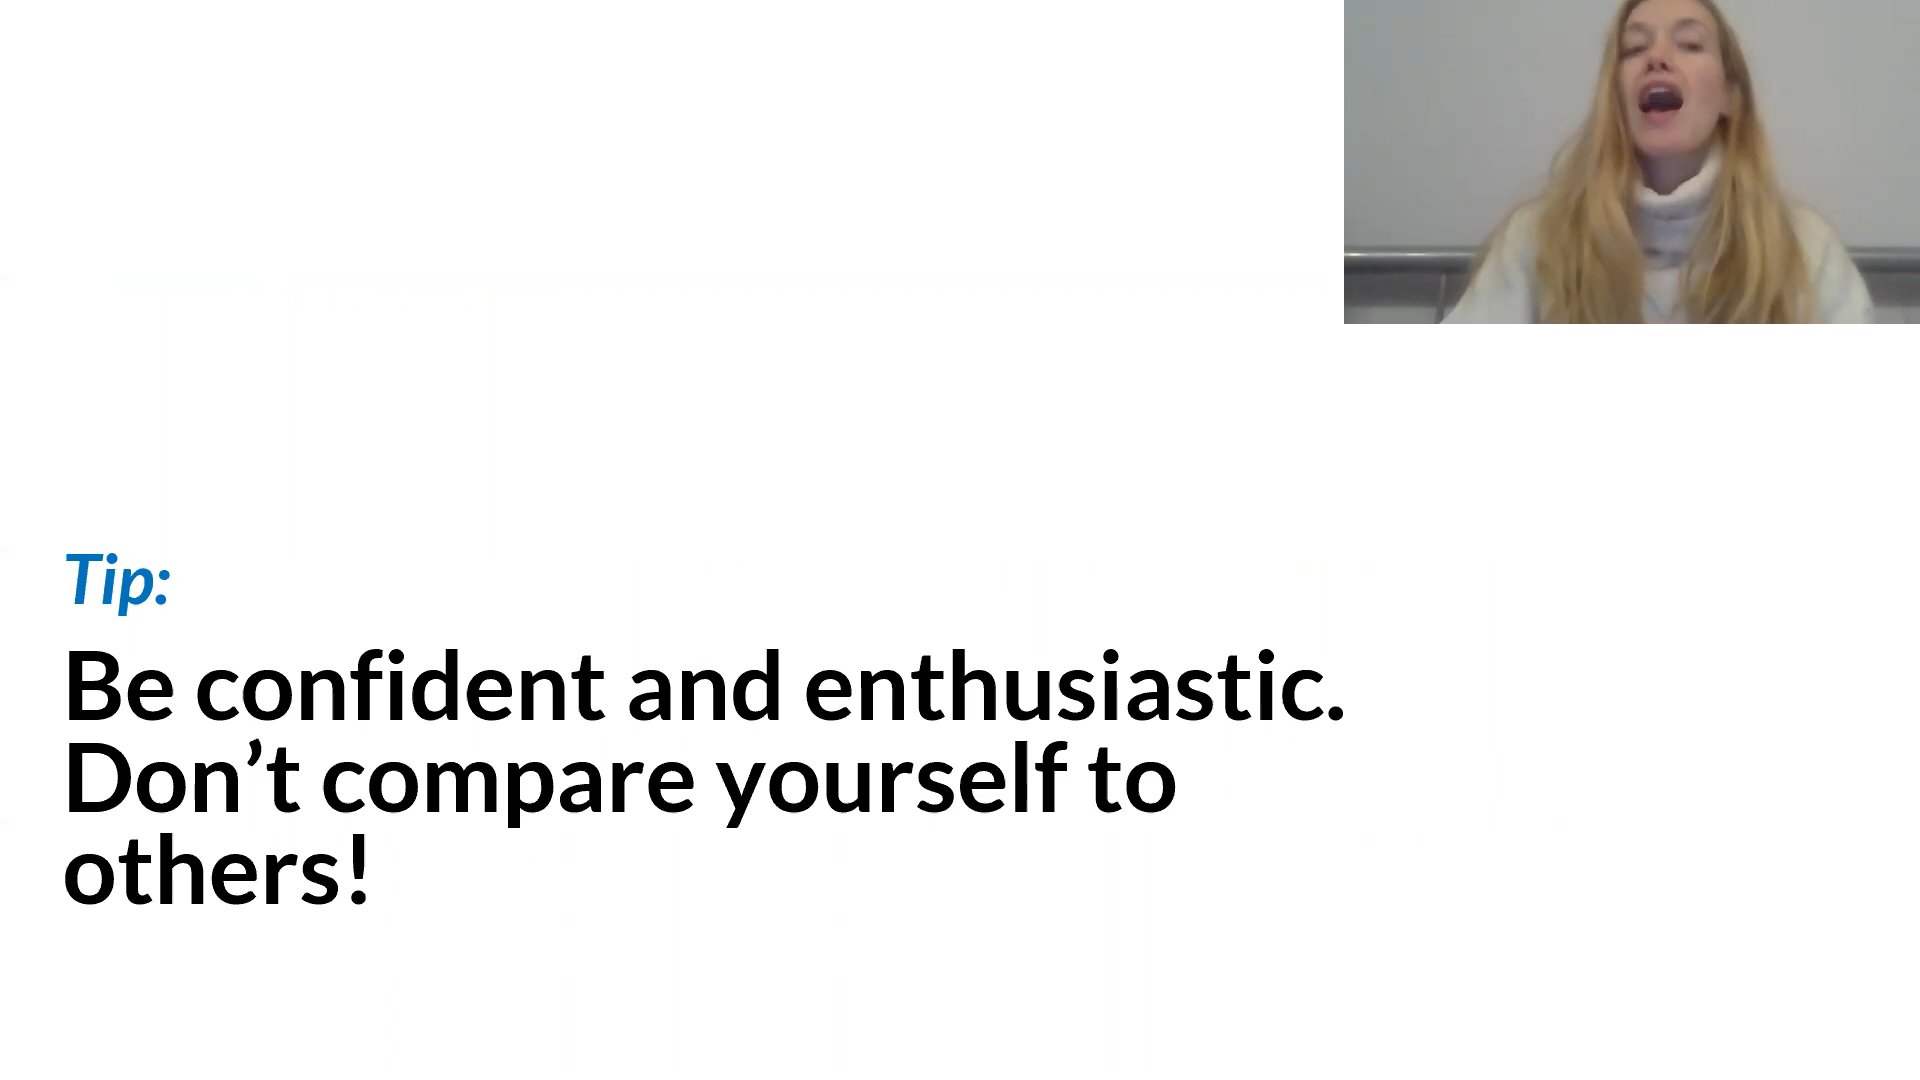 Tip:
Be confident and enthusiastic.
Don’t compare yourself to
others!